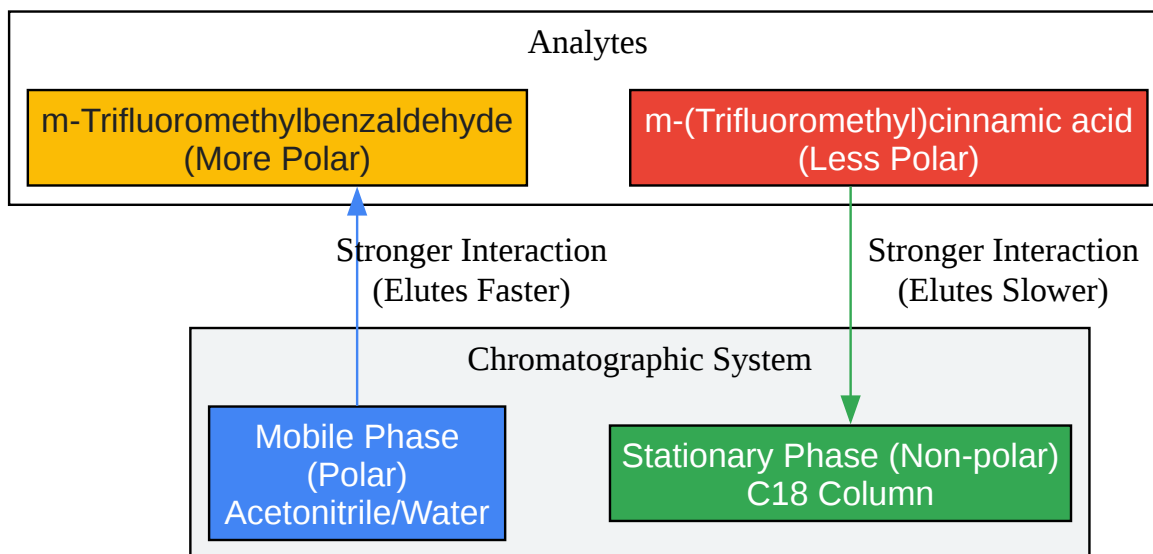 Analytes
m-Trifluoromethylbenzaldehyde
(More Polar)
m-(Trifluoromethyl)cinnamic acid
(Less Polar)
Stronger Interaction
(Elutes Faster)
Stronger Interaction
(Elutes Slower)
Chromatographic System
Mobile Phase
(Polar)
Acetonitrile/Water
Stationary Phase (Non-polar)
C18 Column